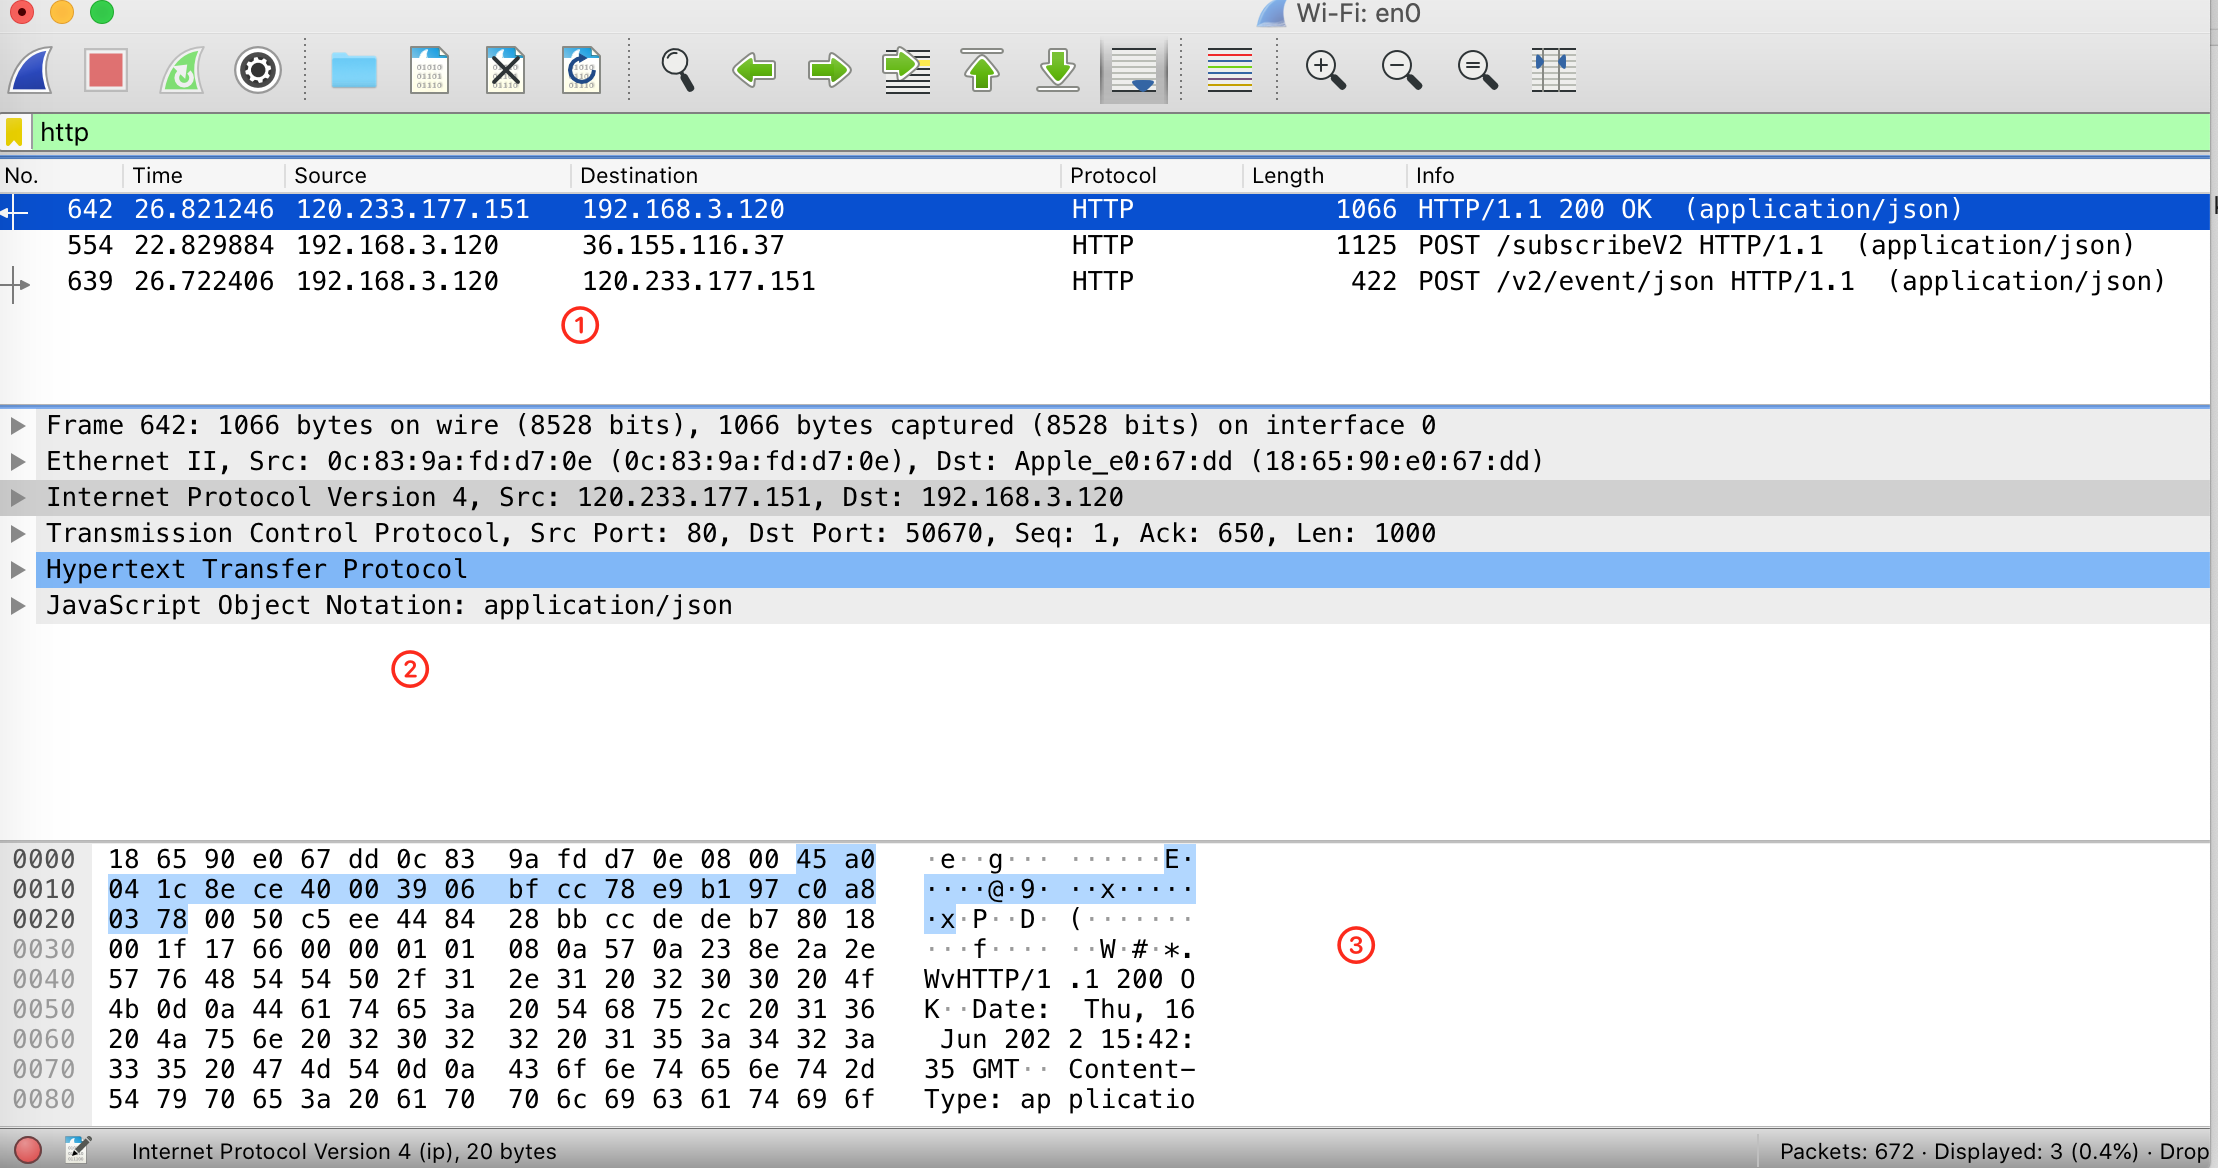 Wi-Fi: en0
http
No. Time Source Destination Protocol Length Info
642 26.821246 120.233.177.151 192.168.3.120 HTTP 1066 HTTP/1.1 200 OK  (application/json)
554 22.829884 192.168.3.120 36.155.116.37 HTTP 1125 POST /subscribeV2 HTTP/1.1  (application/json)
639 26.722406 192.168.3.120 120.233.177.151 HTTP 422 POST /v2/event/json HTTP/1.1  (application/json)
①
Frame 642: 1066 bytes on wire (8528 bits), 1066 bytes captured (8528 bits) on interface 0
Ethernet II, Src: 0c:83:9a:fd:d7:0e (0c:83:9a:fd:d7:0e), Dst: Apple_e0:67:dd (18:65:90:e0:67:dd)
Internet Protocol Version 4, Src: 120.233.177.151, Dst: 192.168.3.120
Transmission Control Protocol, Src Port: 80, Dst Port: 50670, Seq: 1, Ack: 650, Len: 1000
Hypertext Transfer Protocol
JavaScript Object Notation: application/json
②
0000 18 65 90 e0 67 dd 0c 83 9a fd d7 0e 08 00 45 a0 ·e··g··· ······E·
0010 04 1c 8e ce 40 00 39 06 bf cc 78 e9 b1 97 c0 a8 ····@·9· ··x·····
0020 03 78 00 50 c5 ee 44 84 28 bb cc de de b7 80 18 ·x·P··D· (·······
0030 00 1f 17 66 00 00 01 01 08 0a 57 0a 23 8e 2a 2e ···f···· ··W·#·*.
0040 57 76 48 54 54 50 2f 31 2e 31 20 32 30 30 20 4f WvHTTP/1 .1 200 O
0050 4b 0d 0a 44 61 74 65 3a 20 54 68 75 2c 20 31 36 K··Date:  Thu, 16
0060 20 4a 75 6e 20 32 30 32 32 20 31 35 3a 34 32 3a  Jun 202 2 15:42:
0070 33 35 20 47 4d 54 0d 0a 43 6f 6e 74 65 6e 74 2d 35 GMT·· Content-
0080 54 79 70 65 3a 20 61 70 70 6c 69 63 61 74 69 6f Type: ap plicatio
③
Internet Protocol Version 4 (ip), 20 bytes
Packets: 672 · Displayed: 3 (0.4%) · Drop